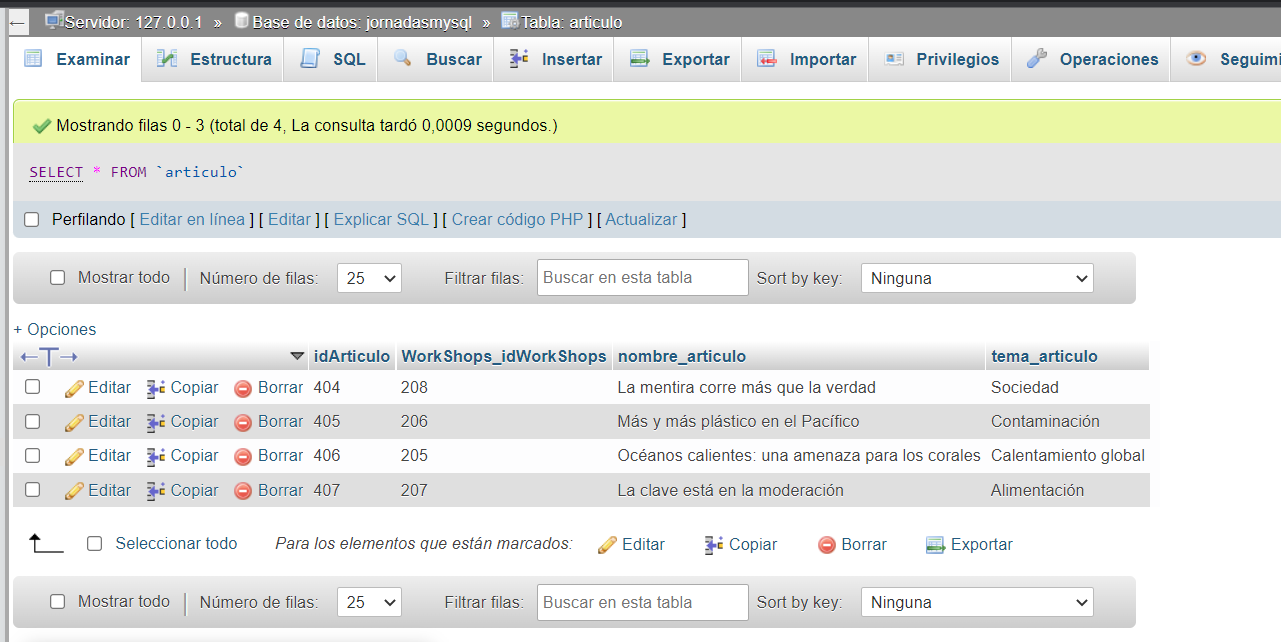 Servidor: 127.0.0.1 » Base de datos: jornadasmysql » Tabla: articulo
Examinar Estructura SQL Buscar Insertar Exportar Importar Privilegios Operaciones Seguimi
Mostrando filas 0 - 3 (total de 4, La consulta tardó 0,0009 segundos.)
SELECT * FROM `articulo`
Perfilando [ Editar en línea ] [ Editar ] [ Explicar SQL ] [ Crear código PHP ] [ Actualizar ]
Mostrar todo | Número de filas: 25 Filtrar filas: Buscar en esta tabla Sort by key: Ninguna
+ Opciones
←T→ idArticulo WorkShops_idWorkShops nombre_articulo tema_articulo
Editar Copiar Borrar 404 208 La mentira corre más que la verdad Sociedad
Editar Copiar Borrar 405 206 Más y más plástico en el Pacífico Contaminación
Editar Copiar Borrar 406 205 Océanos calientes: una amenaza para los corales Calentamiento global
Editar Copiar Borrar 407 207 La clave está en la moderación Alimentación
Seleccionar todo Para los elementos que están marcados: Editar Copiar Borrar Exportar
Mostrar todo | Número de filas: 25 Filtrar filas: Buscar en esta tabla Sort by key: Ninguna